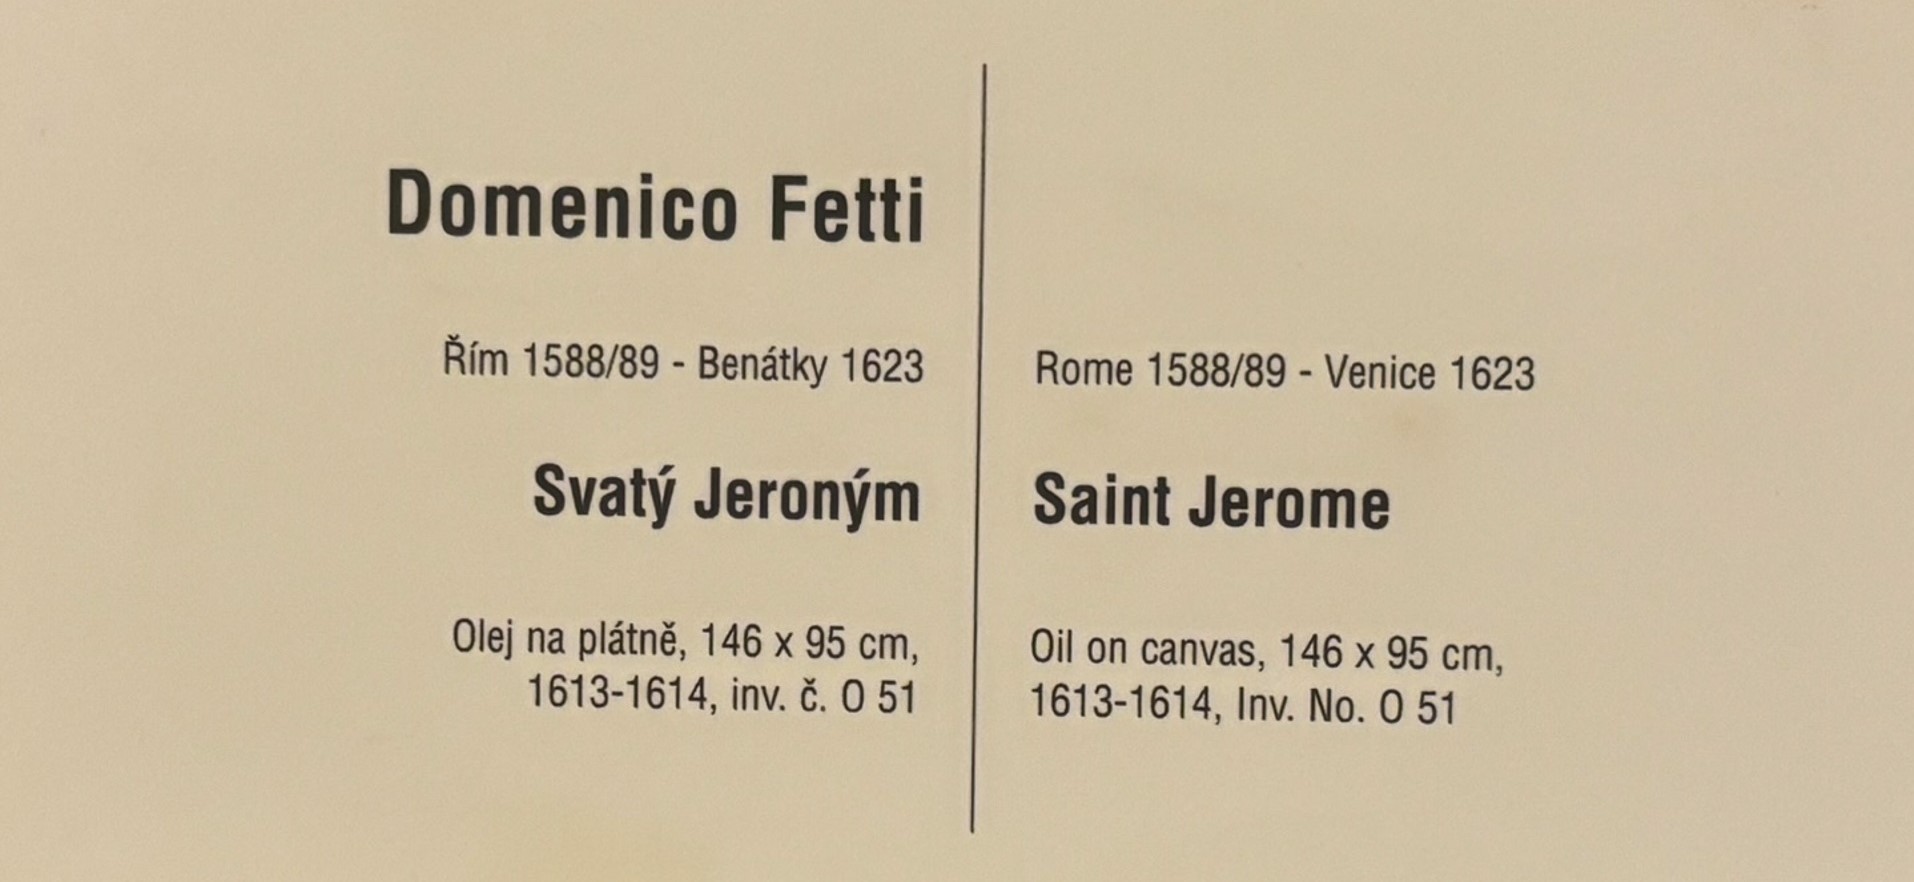 Domenico Fetti
Řím 1588/89 - Benátky 1623
Svatý Jeroným
Olej na plátně, 146 x 95 cm,
1613-1614, inv. č. O 51
Rome 1588/89 - Venice 1623
Saint Jerome
Oil on canvas, 146 x 95 cm,
1613-1614, Inv. No. O 51